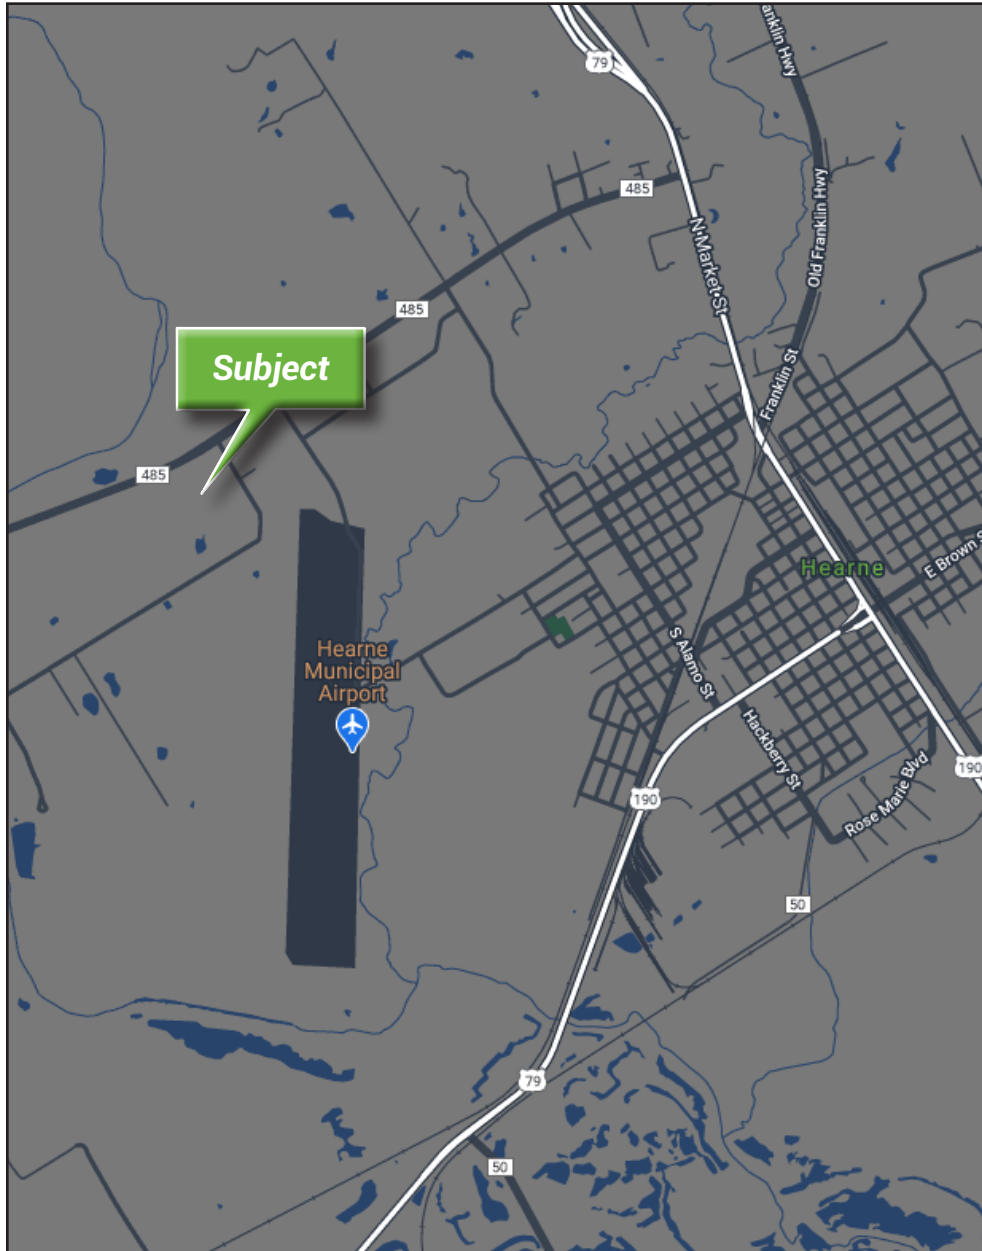 anklin Hwy
79
485
Old Franklin Hwy
N Market St
485
Subject
Franklin St
485
Hearne
E Brown S
Hearne
Municipal
Airport
S Alamo St
Hackberry St
190
190
Rose Marie Blvd
50
79
50